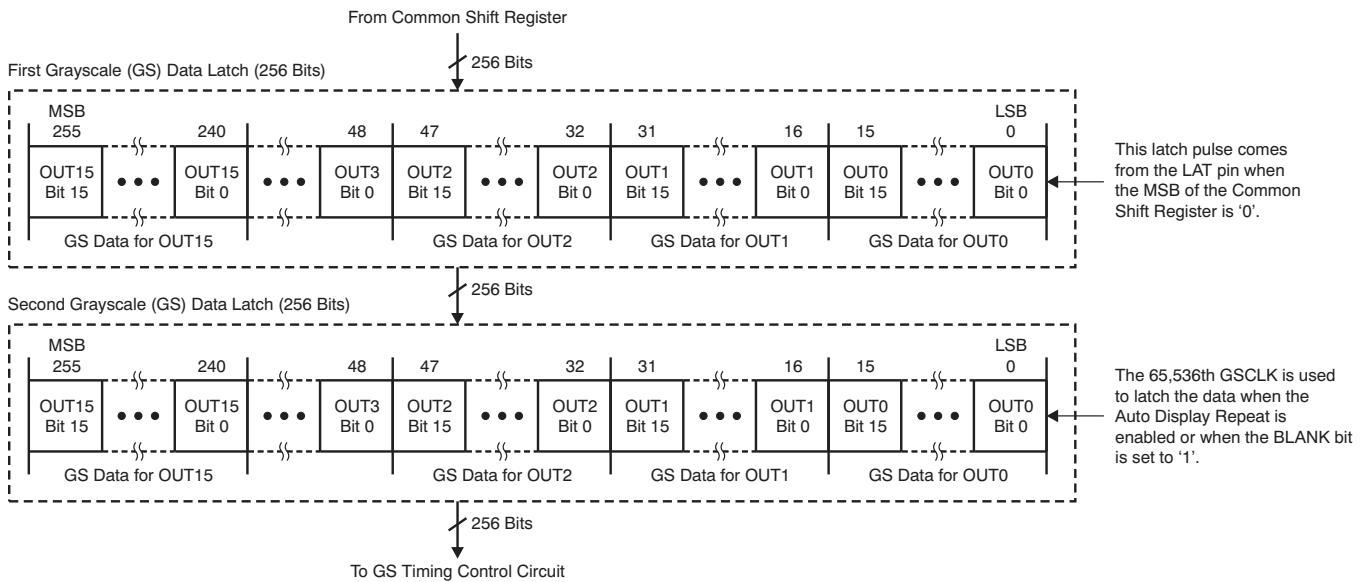 From Common Shift Register
256 Bits
First Grayscale (GS) Data Latch (256 Bits)
MSB
LSB
255 240 48 47 32 31 16 15 0
OUT15 Bit 15
OUT15 Bit 0
OUT3 Bit 0
OUT2 Bit 15
OUT2 Bit 0
OUT1 Bit 15
OUT1 Bit 0
OUT0 Bit 15
OUT0 Bit 0
GS Data for OUT15
GS Data for OUT2
GS Data for OUT1
GS Data for OUT0
This latch pulse comes
from the LAT pin when
the MSB of the Common
Shift Register is ‘0’.
256 Bits
Second Grayscale (GS) Data Latch (256 Bits)
MSB
LSB
255 240 48 47 32 31 16 15 0
OUT15 Bit 15
OUT15 Bit 0
OUT3 Bit 0
OUT2 Bit 15
OUT2 Bit 0
OUT1 Bit 15
OUT1 Bit 0
OUT0 Bit 15
OUT0 Bit 0
GS Data for OUT15
GS Data for OUT2
GS Data for OUT1
GS Data for OUT0
The 65,536th GSCLK is used
to latch the data when the
Auto Display Repeat is
enabled or when the BLANK bit
is set to ‘1’.
256 Bits
To GS Timing Control Circuit